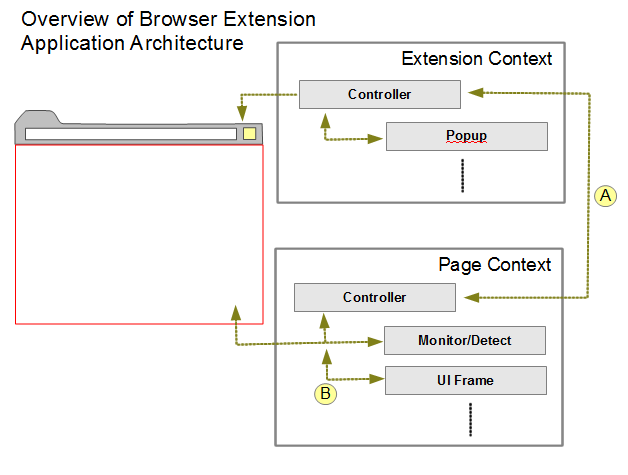 Overview of Browser Extension
Application Architecture
Extension Context
Controller
Popup
A
Page Context
Controller
Monitor/Detect
UI Frame
B